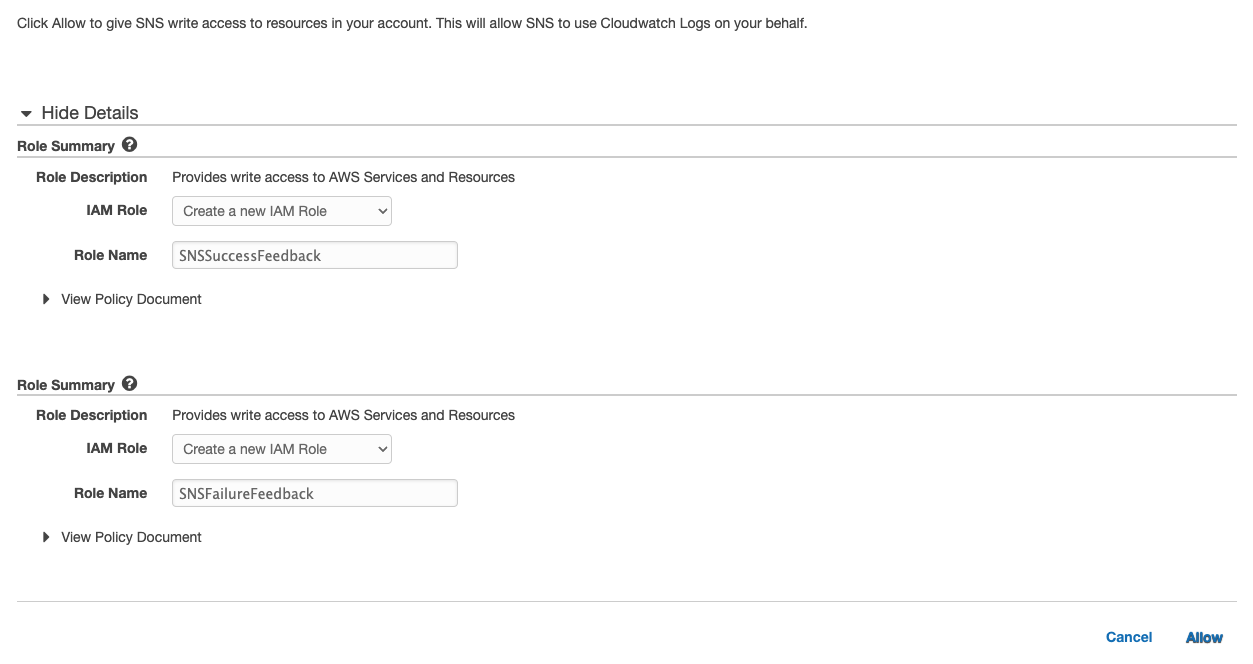 Click Allow to give SNS write access to resources in your account. This will allow SNS to use Cloudwatch Logs on your behalf.
Hide Details
Role Summary ?
Role Description Provides write access to AWS Services and Resources
IAM Role Create a new IAM Role
Role Name SNSSuccessFeedback
View Policy Document
Role Summary ?
Role Description Provides write access to AWS Services and Resources
IAM Role Create a new IAM Role
Role Name SNSFailureFeedback
View Policy Document
Cancel Allow